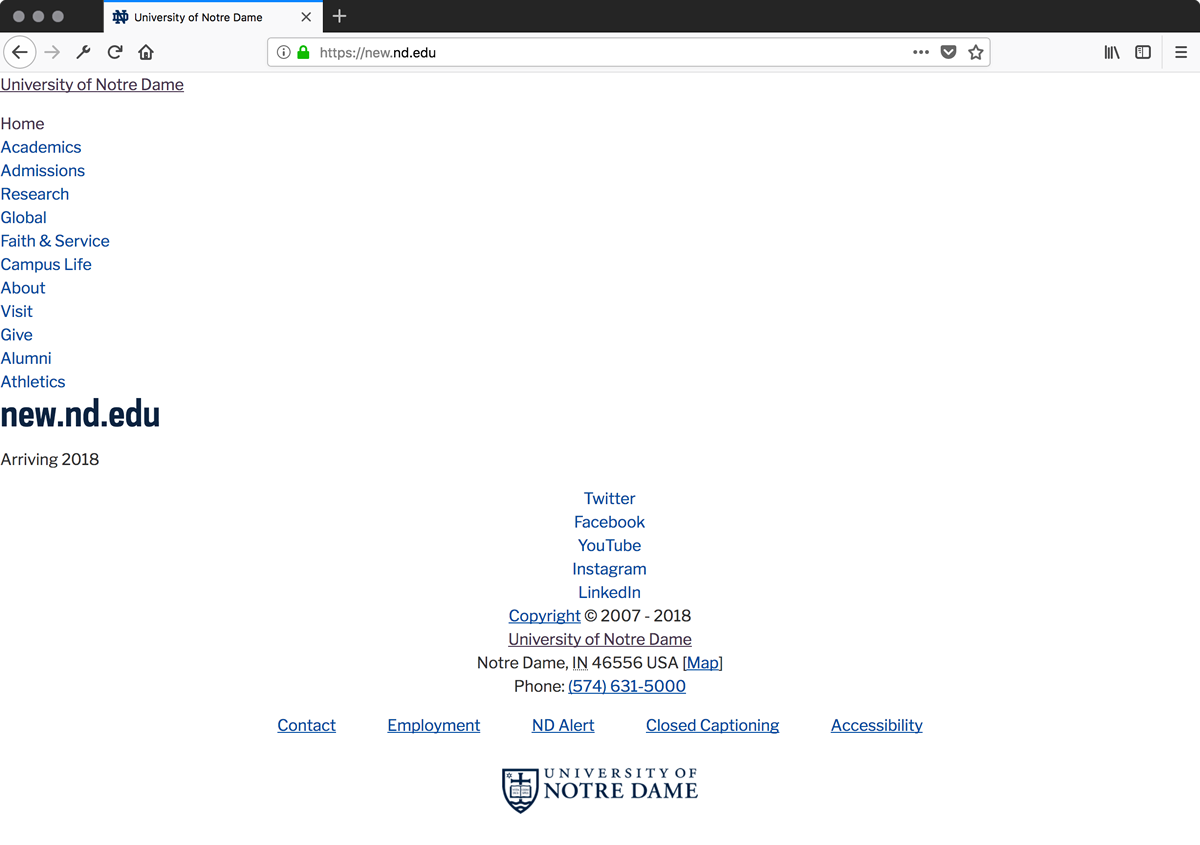 University of Notre Dame
https://new.nd.edu
University of Notre Dame
Home
Academics
Admissions
Research
Global
Faith & Service
Campus Life
About
Visit
Give
Alumni
Athletics
new.nd.edu
Arriving 2018
Twitter
Facebook
YouTube
Instagram
LinkedIn
Copyright © 2007 - 2018
University of Notre Dame
Notre Dame, IN 46556 USA [Map]
Phone: (574) 631-5000
Contact Employment ND Alert Closed Captioning Accessibility
UNIVERSITY OF
NOTRE DAME